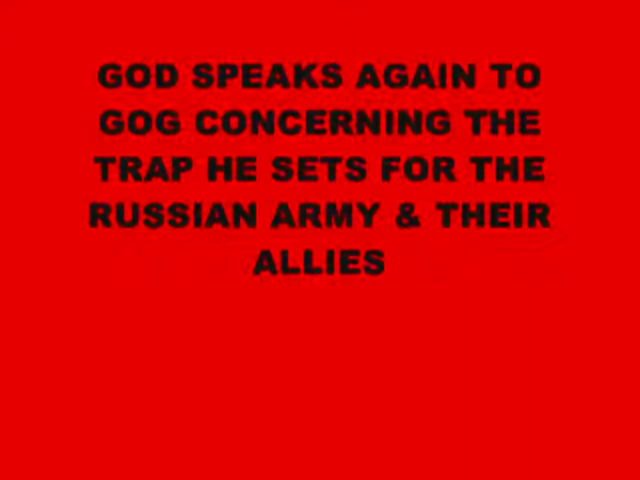 GOD SPEAKS AGAIN TO
GOG CONCERNING THE
TRAP HE SETS FOR THE
RUSSIAN ARMY & THEIR
ALLIES